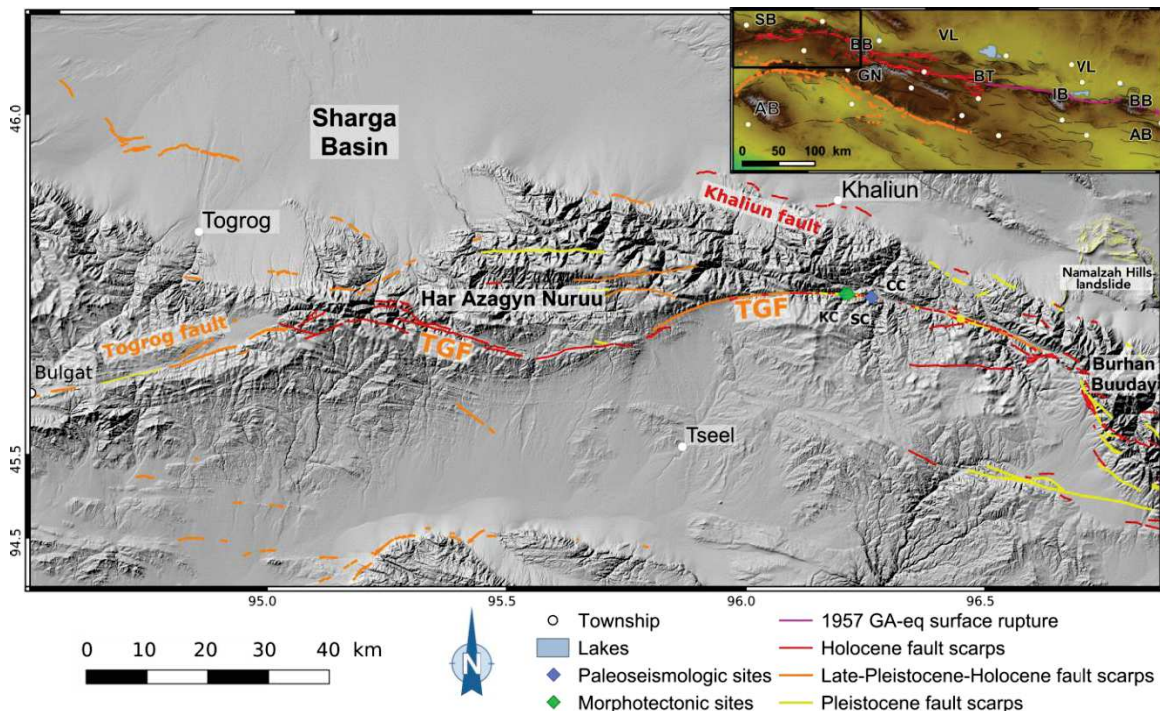 SB
VL
BB
VL
GN
BT
IB
BB
AB
AB
0 50 100 km
46.0
Sharga
Basin
Khaliun
Khaliun fault
Togrog
Namalzah Hills
landslide
Har Azagyn Nuruu
CC
TGF
KC
SC
Togrog fault
TGF
Burhan
Buuday
Bulgat
Tseel
45.5
94.5
95.0
95.5
96.0
96.5
0 10 20 30 40 km
N
Township
Lakes
Paleoseismologic sites
Morphotectonic sites
1957 GA-eq surface rupture
Holocene fault scarps
Late-Pleistocene-Holocene fault scarps
Pleistocene fault scarps